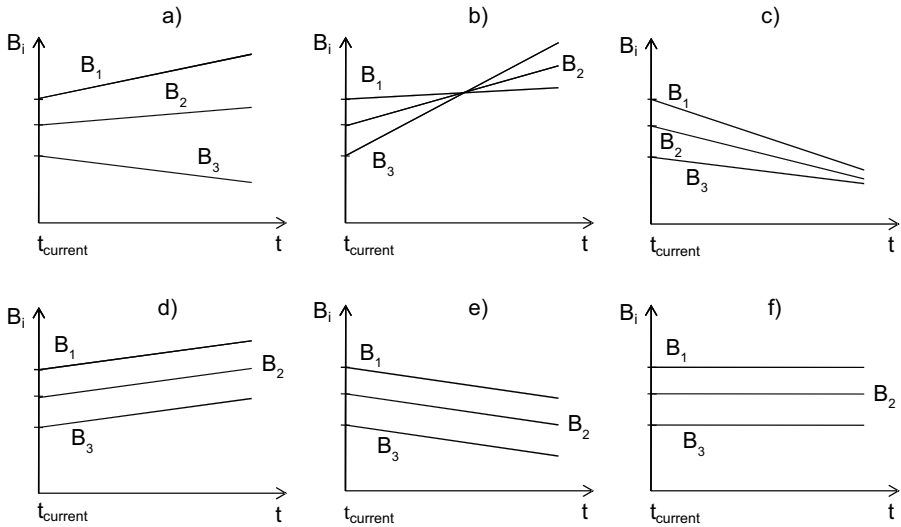 a)
B_i
B_1
B_2
B_3
t_current
t
b)
B_i
B_1
B_2
B_3
t_current
t
c)
B_i
B_1
B_2
B_3
t_current
t
d)
B_i
B_1
B_2
B_3
t_current
t
e)
B_i
B_1
B_2
B_3
t_current
t
f)
B_i
B_1
B_2
B_3
t_current
t